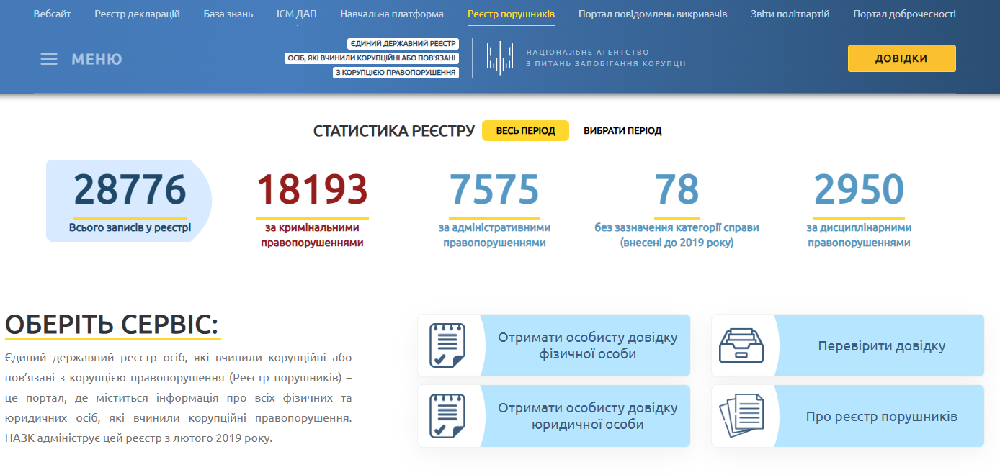 Вебсайт Реєстр декларацій База знань ІСМ ДАП Навчальна платформа Реєстр порушників Портал повідомлень викривачів Звіти політпартій Портал доброчесності
МЕНЮ
ЄДИНИЙ ДЕРЖАВНИЙ РЕЄСТР
ОСІБ, ЯКІ ВЧИНИЛИ КОРУПЦІЙНІ АБО ПОВ'ЯЗАНІ
З КОРУПЦІЄЮ ПРАВОПОРУШЕННЯ
НАЦІОНАЛЬНЕ АГЕНТСТВО
З ПИТАНЬ ЗАПОБІГАННЯ КОРУПЦІЇ
ДОВІДКИ
СТАТИСТИКА РЕЄСТРУ ВЕСЬ ПЕРІОД ВИБРАТИ ПЕРІОД
28776
Всього записів у реєстрі
18193
за кримінальними
правопорушеннями
7575
за адміністративними
правопорушеннями
78
без зазначення категорії справи
(внесені до 2019 року)
2950
за дисциплінарними
правопорушеннями
ОБЕРІТЬ СЕРВІС:
Єдиний державний реєстр осіб, які вчинили корупційні або
пов’язані з корупцією правопорушення (Реєстр порушників) –
це портал, де міститься інформація про всіх фізичних та
юридичних осіб, які вчинили корупційні правопорушення.
НАЗК адмініструє цей реєстр з лютого 2019 року.
Отримати особисту довідку
фізичної особи
Перевірити довідку
Отримати особисту довідку
юридичної особи
Про реєстр порушників